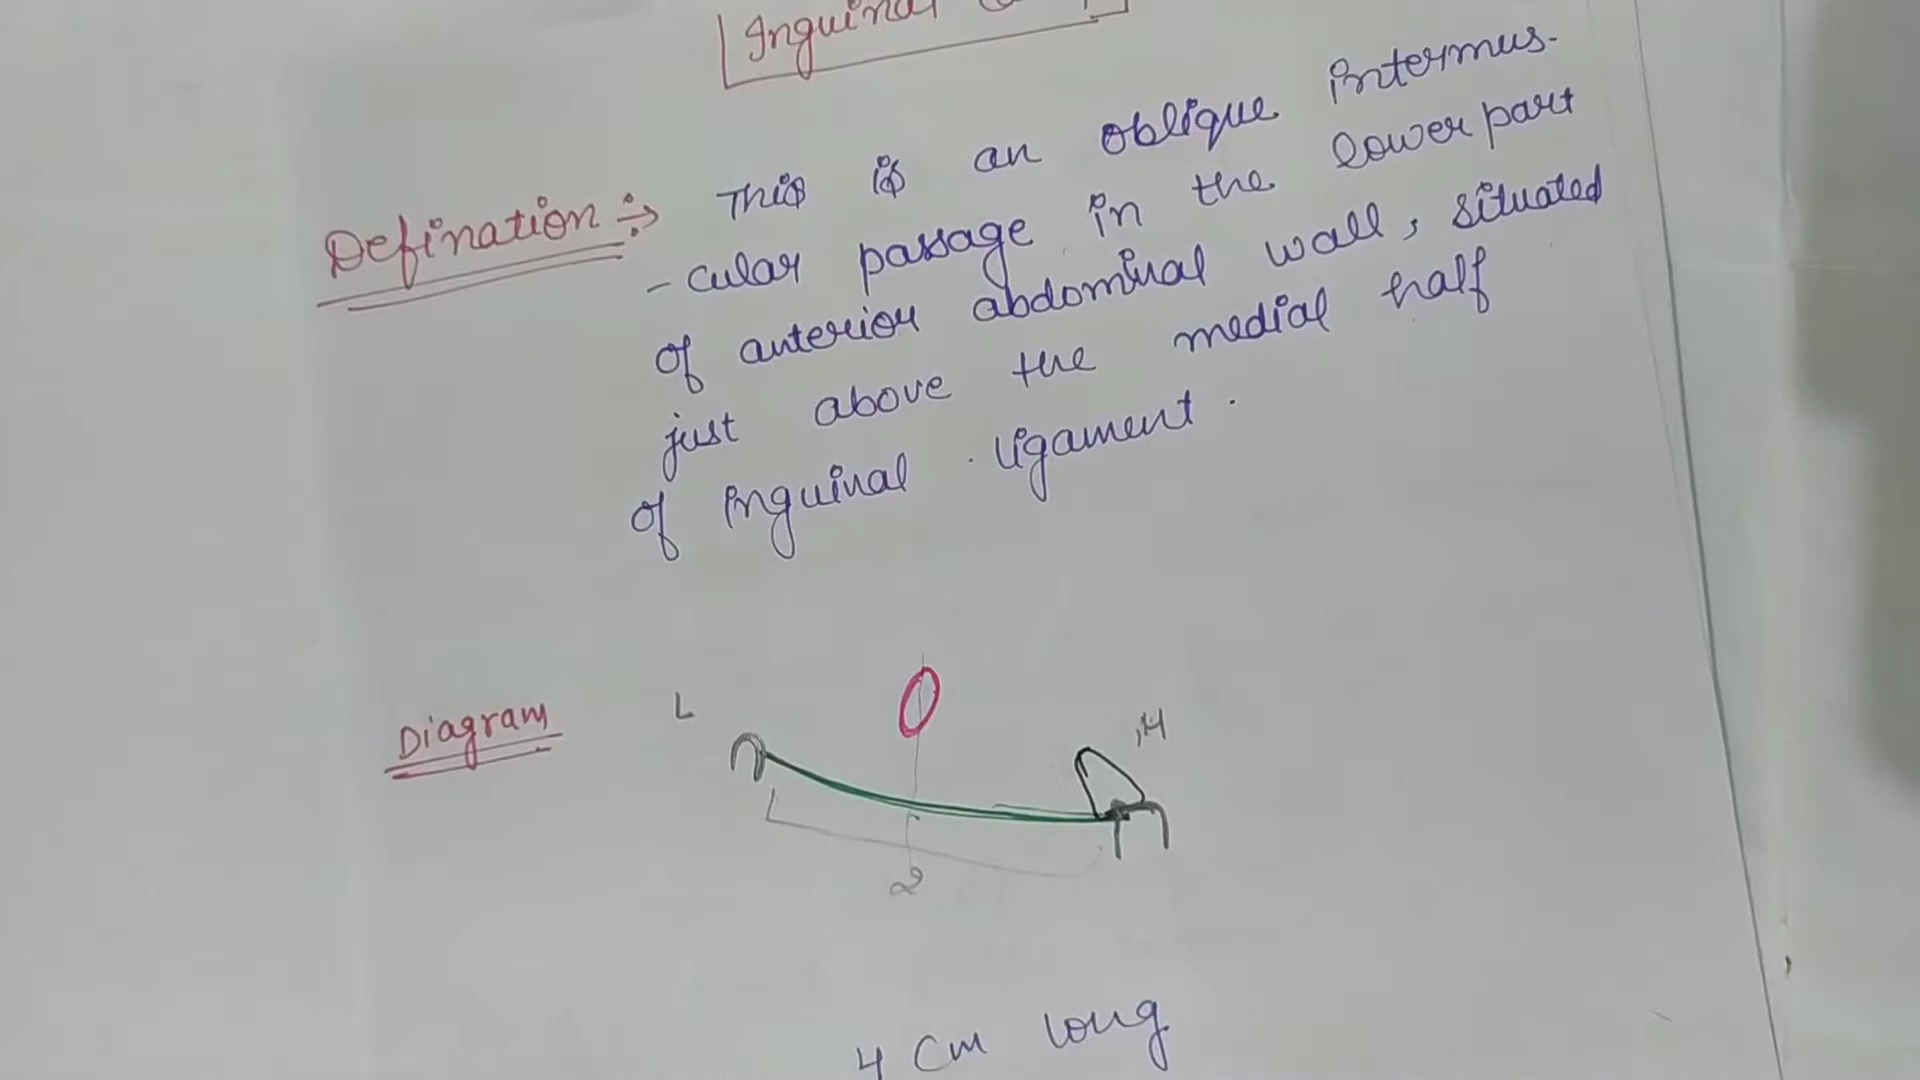 Inguinal
Defination :→ This is an oblique intermus-
- cular passage in the lower part
of anterior abdominal wall, situated
just above the medial half
of inguinal ligament.
Diagram
L
M
2
4 cm long